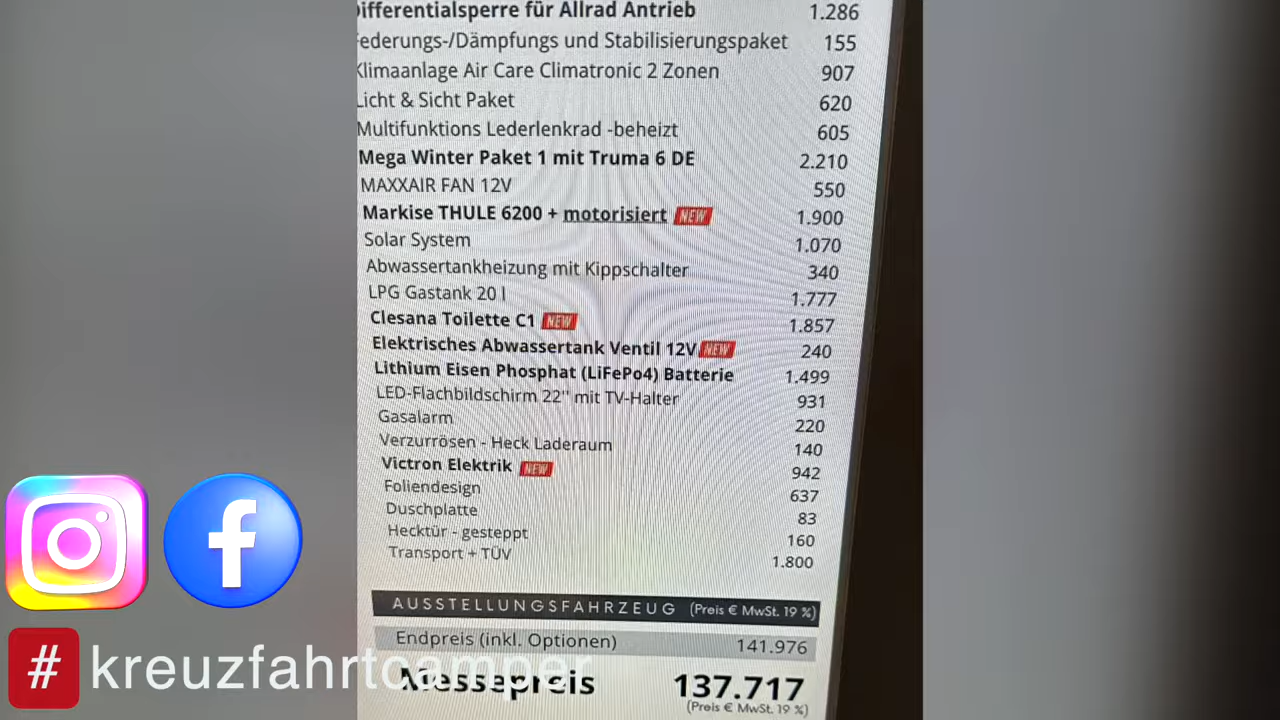 Differentialsperre für Allrad Antrieb 1.286
Federungs-/Dämpfungs und Stabilisierungspaket 155
Klimaanlage Air Care Climatronic 2 Zonen 907
Licht & Sicht Paket 620
Multifunktions Lederlenkrad -beheizt 605
Mega Winter Paket 1 mit Truma 6 DE 2.210
MAXXAIR FAN 12V 550
Markise THULE 6200 + motorisiert NEW 1.900
Solar System 1.070
Abwassertankheizung mit Kippschalter 340
LPG Gastank 20 l 1.777
Clesana Toilette C1 NEW 1.857
Elektrisches Abwassertank Ventil 12V NEW 240
Lithium Eisen Phosphat (LiFePo4) Batterie 1.499
LED-Flachbildschirm 22'' mit TV-Halter 931
Gasalarm 220
Verzurrösen - Heck Laderaum 140
Victron Elektrik NEW 942
Foliendesign 637
Duschplatte 83
Hecktür - gesteppt 160
Transport + TÜV 1.800
AUSSTELLUNGSFAHRZEUG (Preis € MwSt. 19 %)
Endpreis (inkl. Optionen) 141.976
Messepreis 137.717
(Preis € MwSt. 19 %)
# kreuzfahrtcamper